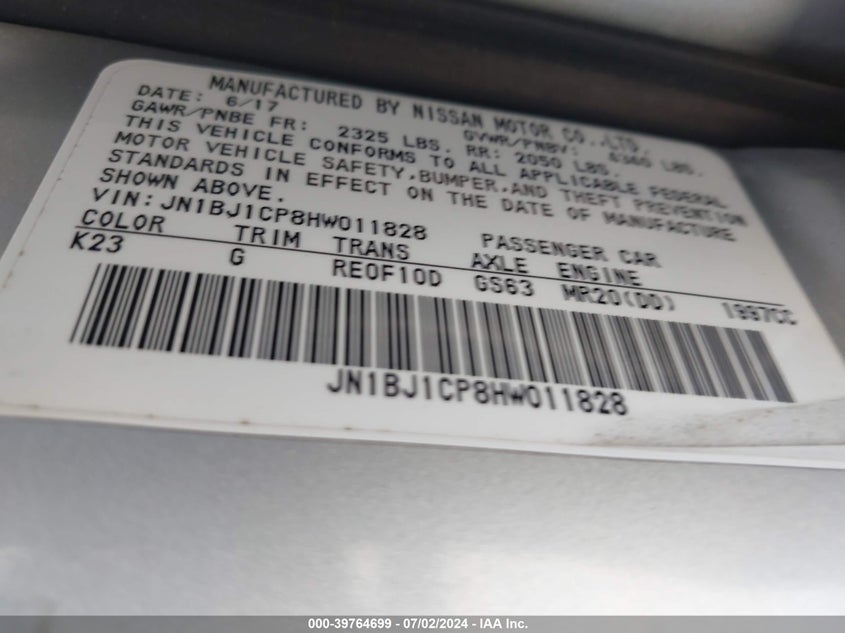 MANUFACTURED BY NISSAN MOTOR CO.,LTD.
DATE: 6/17 GVWR/PNBV: LBS.
GAWR/PNBE FR: 2325 LBS. RR: 2050 LBS.
THIS VEHICLE CONFORMS TO ALL APPLICABLE FEDERAL
MOTOR VEHICLE SAFETY,BUMPER,AND THEFT PREVENTION
STANDARDS IN EFFECT ON THE DATE OF MANUFACTURE
SHOWN ABOVE.
VIN: JN1BJ1CP8HW011828 PASSENGER CAR
COLOR TRIM TRANS AXLE ENGINE
K23 G RE0F10D GS63 MR20(DD) 1997CC
JN1BJ1CP8HW011828
000-39764699 - 07/02/2024 - IAA Inc.